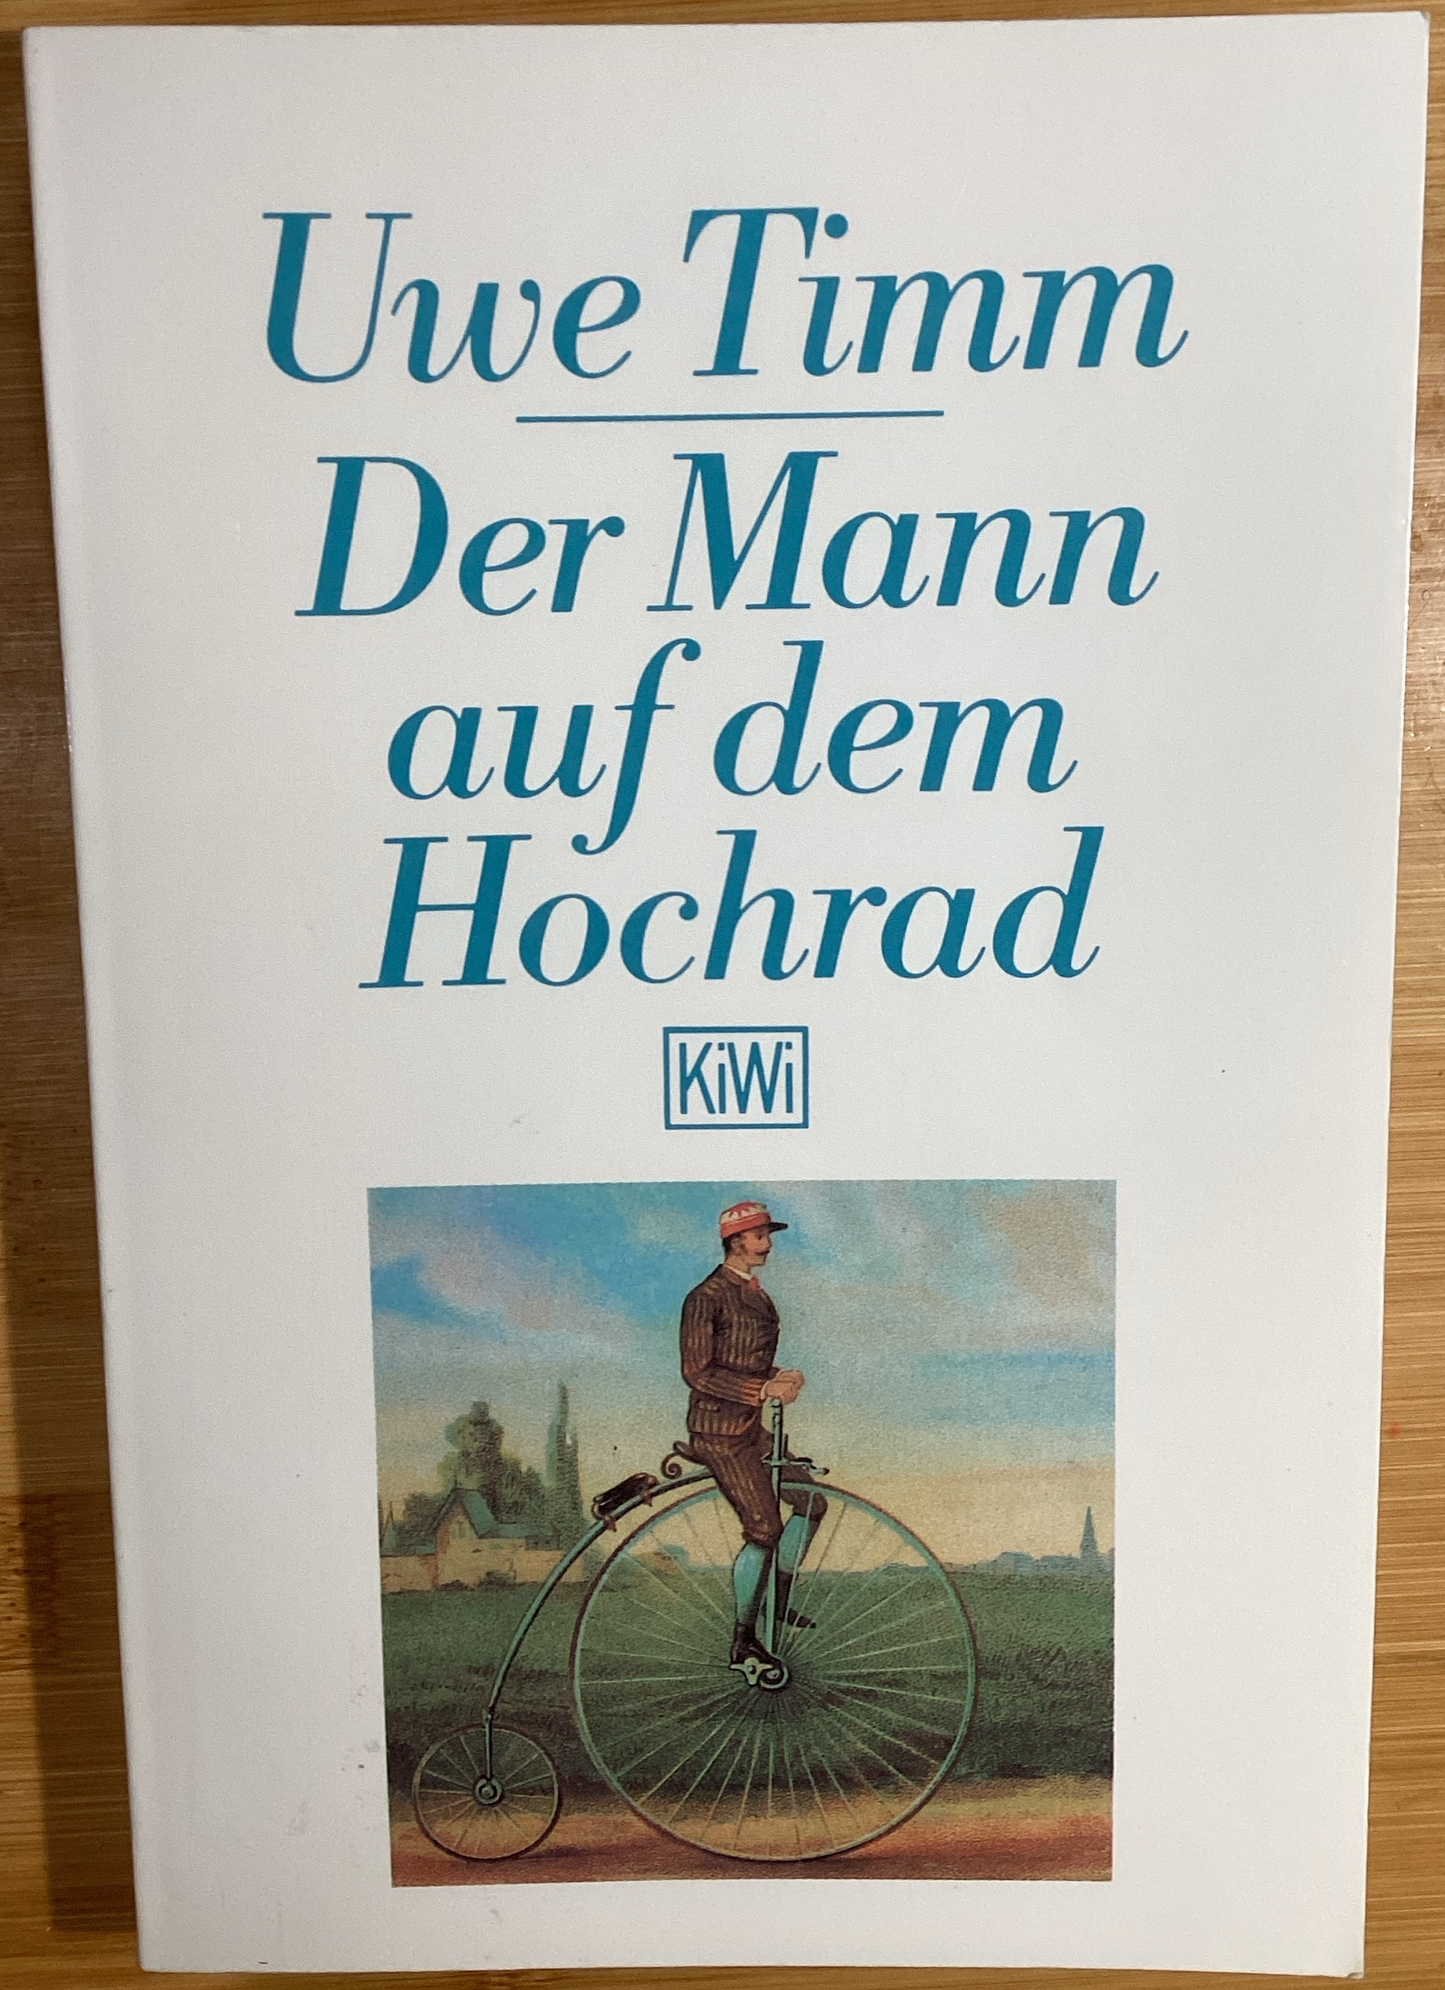 Uwe Timm
Der Mann
auf dem
Hochrad
KiWi